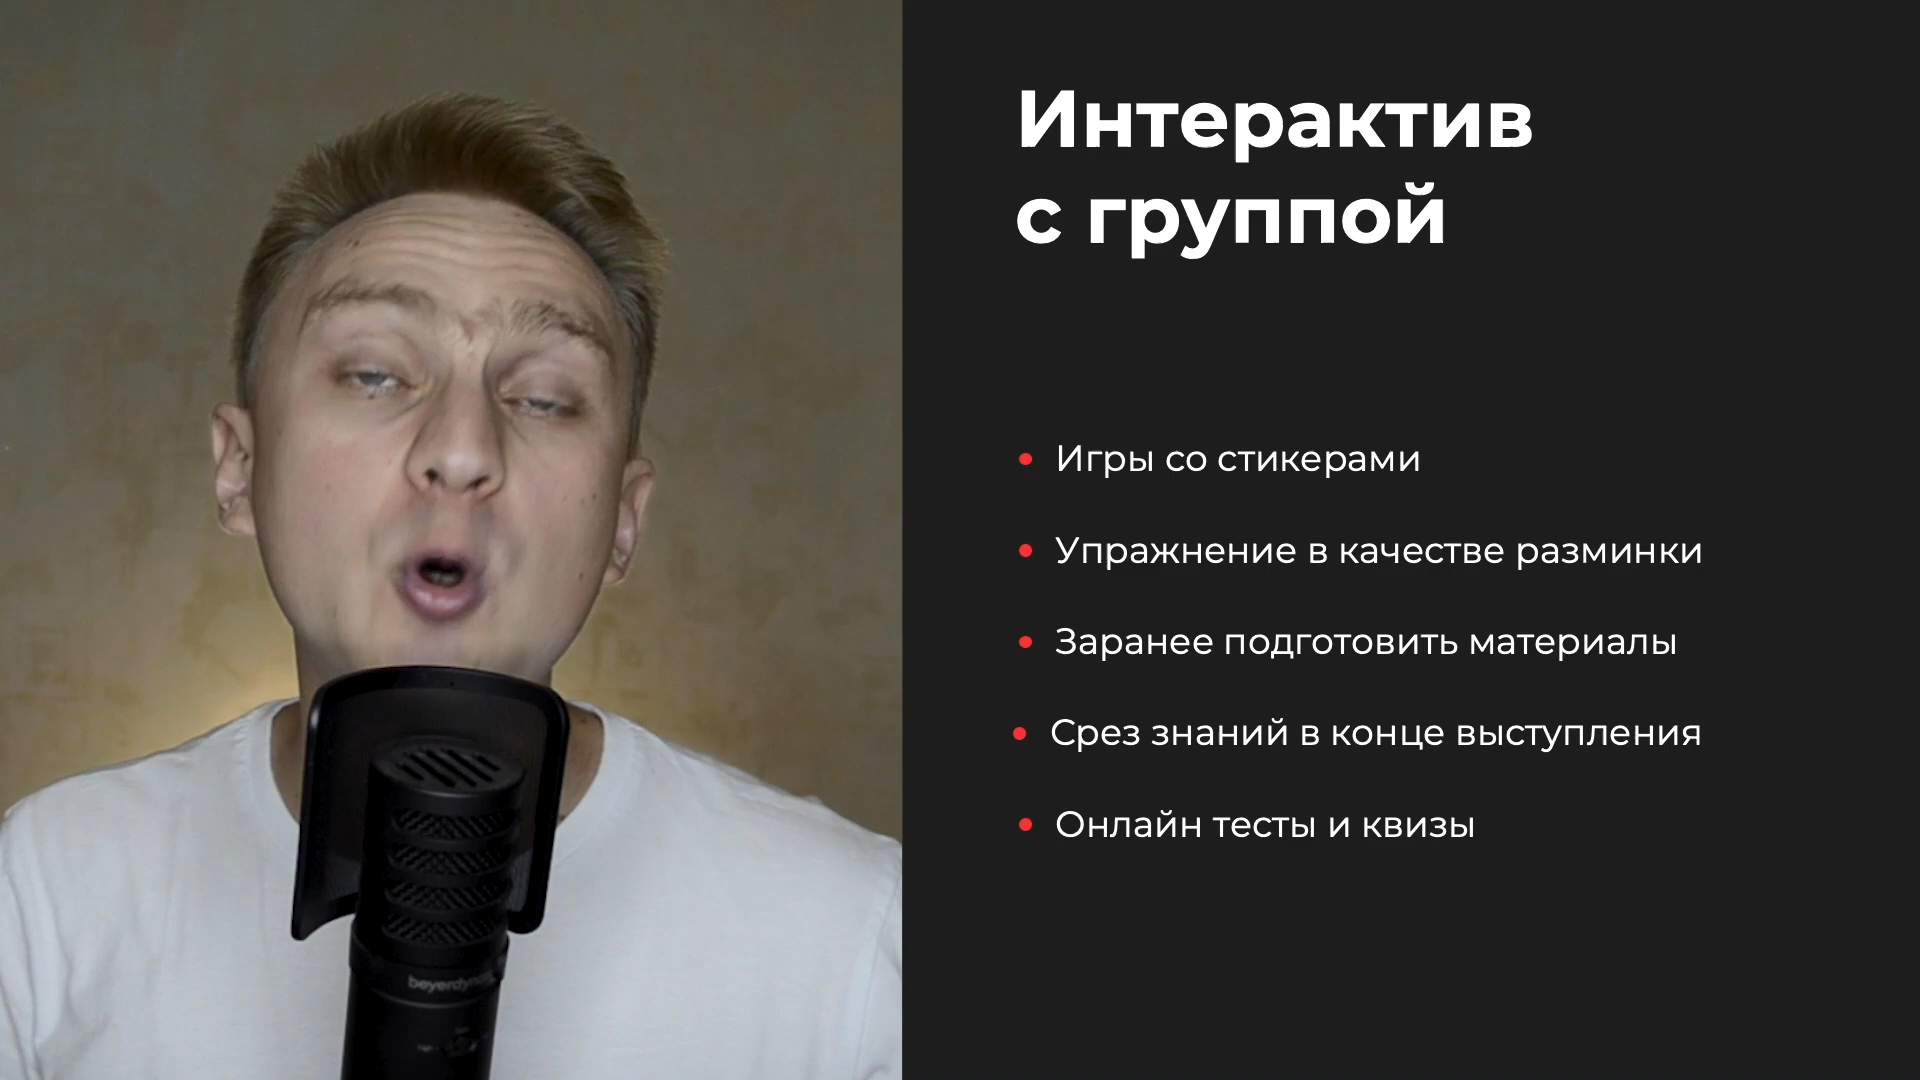 Интерактив
с группой
Игры со стикерами
Упражнение в качестве разминки
Заранее подготовить материалы
Срез знаний в конце выступления
Онлайн тесты и квизы